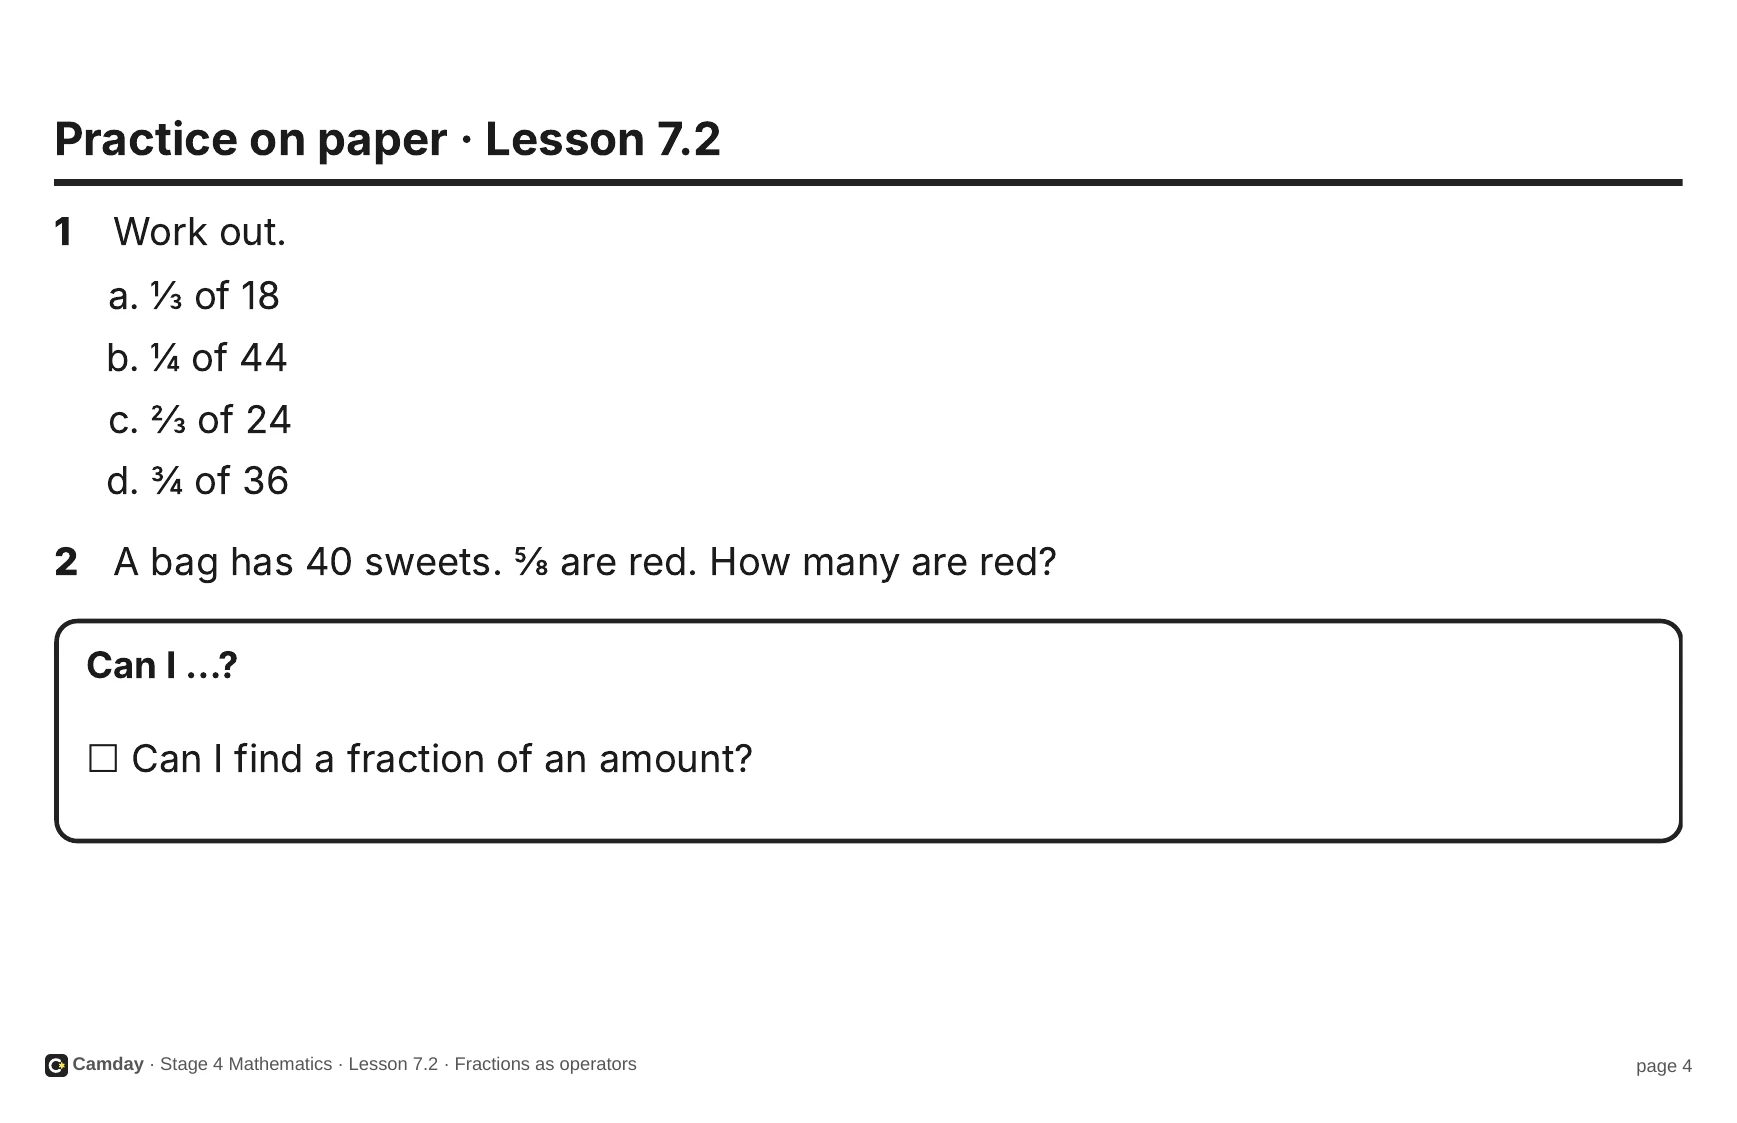 Practice on paper · Lesson 7.2
1 Work out.
a. ⅓ of 18
b. ¼ of 44
c. ⅔ of 24
d. ¾ of 36
2 A bag has 40 sweets. ⅝ are red. How many are red?
Can I …?
☐ Can I find a fraction of an amount?
Camday · Stage 4 Mathematics · Lesson 7.2 · Fractions as operators
page 4